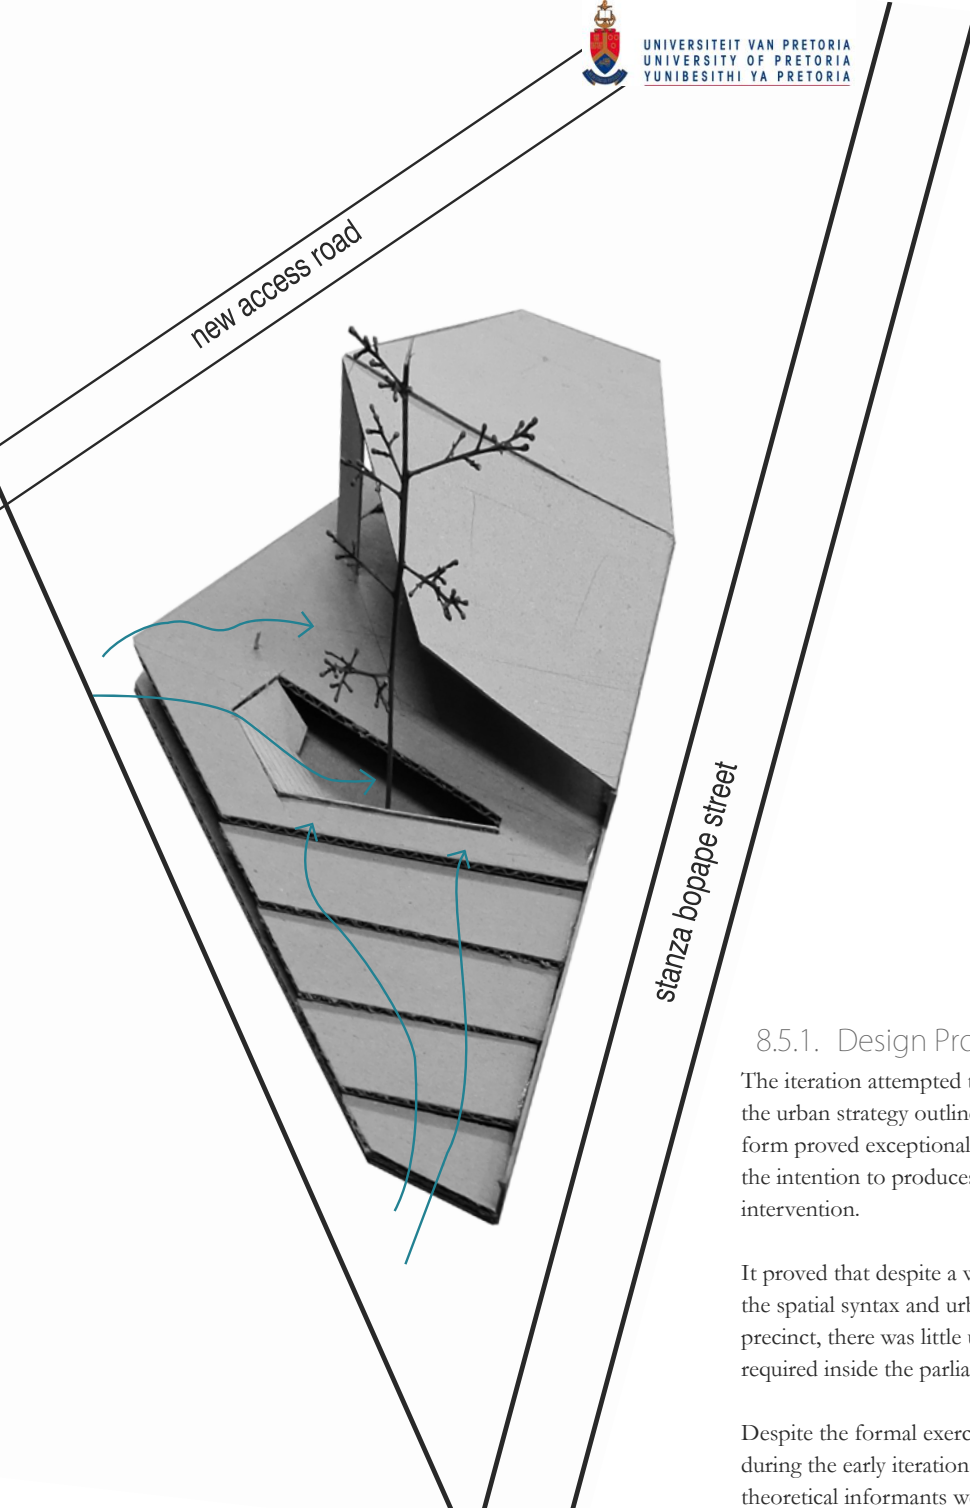 UNIVERSITEIT VAN PRETORIA
UNIVERSITY OF PRETORIA
YUNIBESITHI YA PRETORIA
new access road
stanza bopape street
8.5.1. Design Pro
The iteration attempted t
the urban strategy outline
form proved exceptional
the intention to produces
intervention.
It proved that despite a v
the spatial syntax and urb
precinct, there was little u
required inside the parlia
Despite the formal exerc
during the early iteration
theoretical informants w